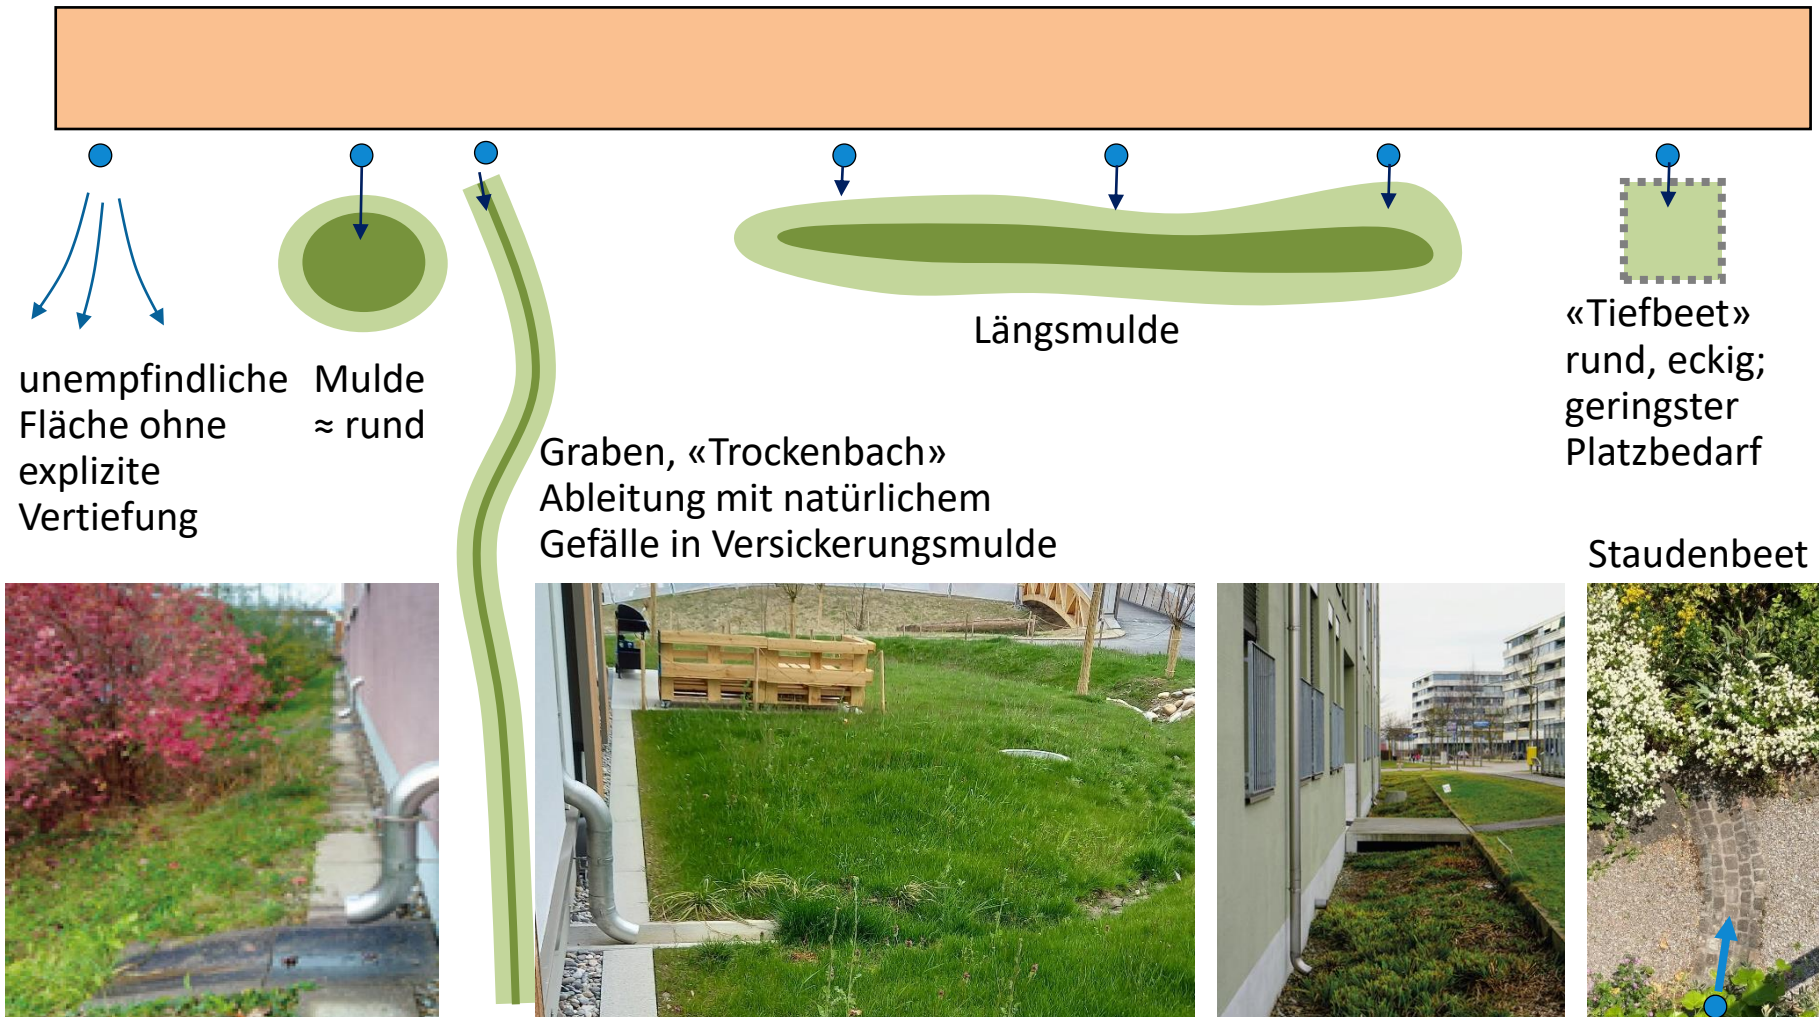 unempfindliche
Fläche ohne
explizite
Vertiefung
Mulde
≈ rund
Graben, «Trockenbach»
Ableitung mit natürlichem
Gefälle in Versickerungsmulde
Längsmulde
«Tiefbeet»
rund, eckig;
geringster
Platzbedarf
Staudenbeet